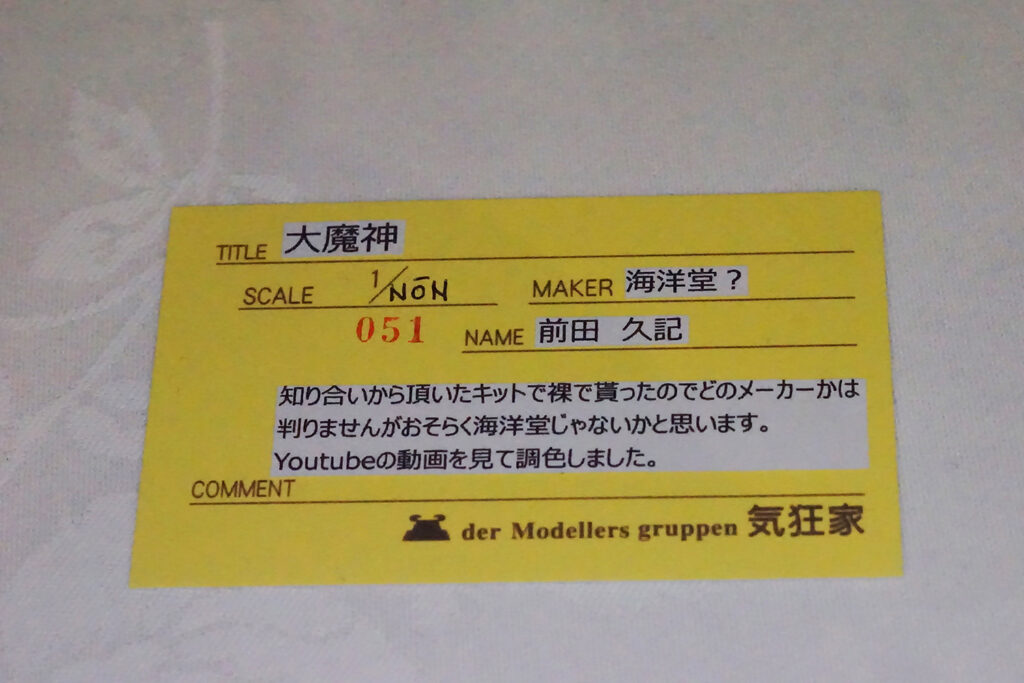 TITLE 大魔神
SCALE 1/NŌN MAKER 海洋堂？
051 NAME 前田 久記
知り合いから頂いたキットで裸で貰ったのでどのメーカーかは
判りませんがおそらく海洋堂じゃないかと思います。
Youtubeの動画を見て調色しました。
COMMENT
der Modellers gruppen 気狂家